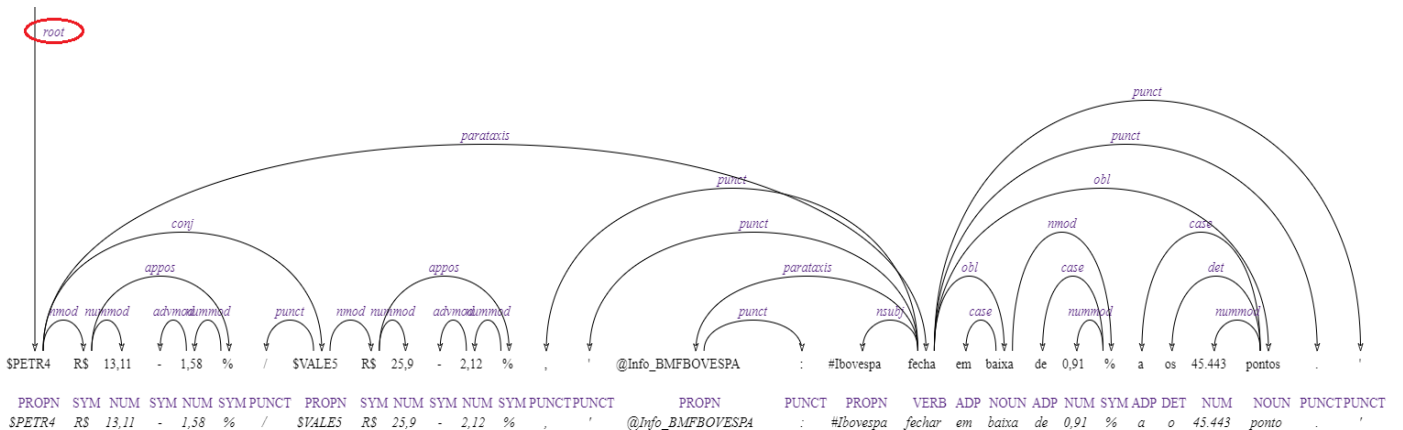 root
punct
parataxis
punct
punct
obl
conj
punct
nmod
case
appos
appos
parataxis
obl
case
det
nmod nummod advmod nummod punct nmod nummod advmod nummod punct nsubj case nummod nummod
$PETR4 R$ 13,11 - 1,58 % / $VALE5 R$ 25,9 - 2,12 % , ' @Info_BMFBOVESPA : #Ibovespa fecha em baixa de 0,91 % a os 45.443 pontos . '
PROPN SYM NUM SYM NUM SYM PUNCT PROPN SYM NUM SYM NUM SYM PUNCT PUNCT PROPN PUNCT PROPN VERB ADP NOUN ADP NUM SYM ADP DET NUM NOUN PUNCT PUNCT
$PETR4 R$ 13,11 - 1,58 % / $VALE5 R$ 25,9 - 2,12 % , ' @Info_BMFBOVESPA : #Ibovespa fechar em baixa de 0,91 % a o 45.443 ponto . '